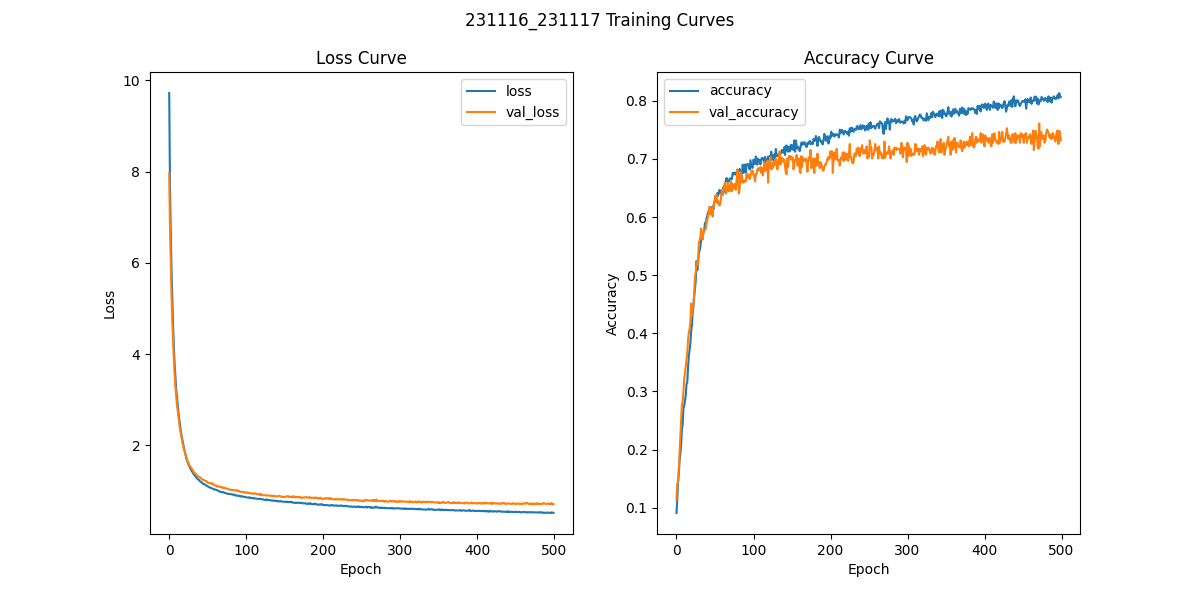 231116_231117 Training Curves
Loss Curve
10
8
6
4
2
Loss
0
100
200
300
400
500
Epoch
loss
val_loss
Accuracy Curve
0.8
0.7
0.6
0.5
0.4
0.3
0.2
0.1
Accuracy
0
100
200
300
400
500
Epoch
accuracy
val_accuracy